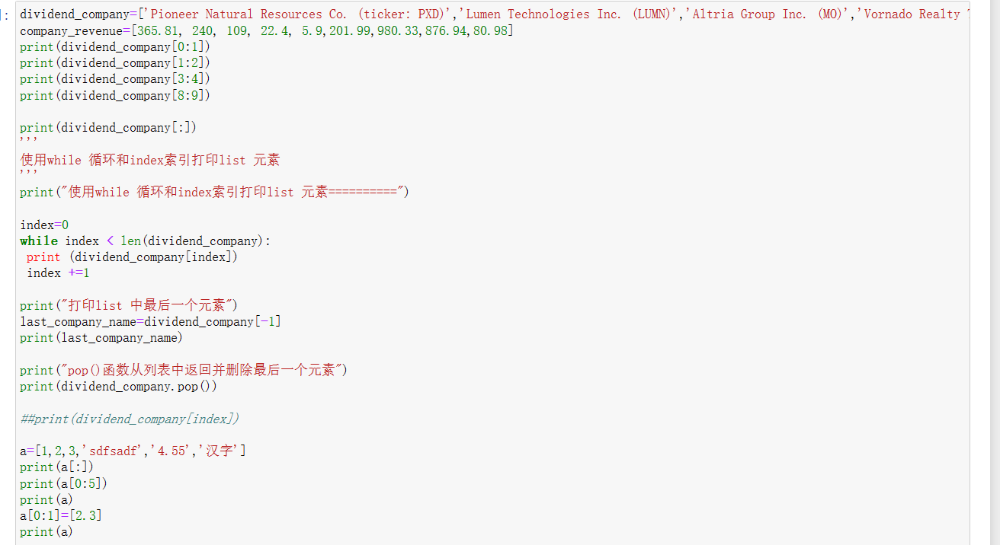 ]:
dividend_company=['Pioneer Natural Resources Co. (ticker: PXD)','Lumen Technologies Inc. (LUMN)','Altria Group Inc. (MO)','Vornado Realty
company_revenue=[365.81, 240, 109, 22.4, 5.9,201.99,980.33,876.94,80.98]
print(dividend_company[0:1])
print(dividend_company[1:2])
print(dividend_company[3:4])
print(dividend_company[8:9])
print(dividend_company[:])
'''
使用while 循环和index索引打印list 元素
'''
print("使用while 循环和index索引打印list 元素==========")
index=0
while index < len(dividend_company):
 print (dividend_company[index])
 index +=1
print("打印list 中最后一个元素")
last_company_name=dividend_company[-1]
print(last_company_name)
print("pop()函数从列表中返回并删除最后一个元素")
print(dividend_company.pop())
##print(dividend_company[index])
a=[1,2,3,'sdfsadf','4.55','汉字']
print(a[:])
print(a[0:5])
print(a)
a[0:1]=[2.3]
print(a)